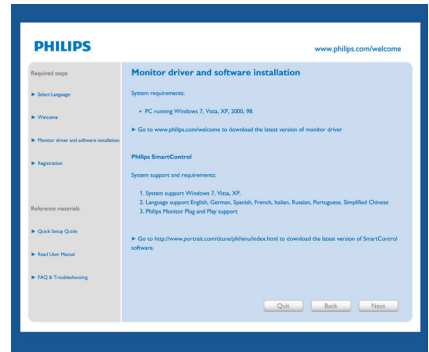 PHILIPS
www.philips.com/welcome
Required steps
► Select Language:
► Welcome
► Monitor driver and software installation
► Registration
Reference materials
► Quick Setup Quide
► Read User Manual
► FAQ & Troubleshooting
Monitor driver and software installation
System requirements:
• PC running Windows 7, Vista, XP, 2000, 98.
► Go to www.philips.com/welcome to download the latest version of monitor driver
Philips SmartControl
System support and requirements:
1. System support Windows 7, Vista, XP.
2. Language support English, German, Spanish, French, Italian, Russian, Portuguese, Simplified Chinese
3. Philips Monitor Plug and Play support
► Go to http://www.portrait.com/dtune/phl/enu/index.html to download the latest version of SmartControl
software.
Quit
Back
Next